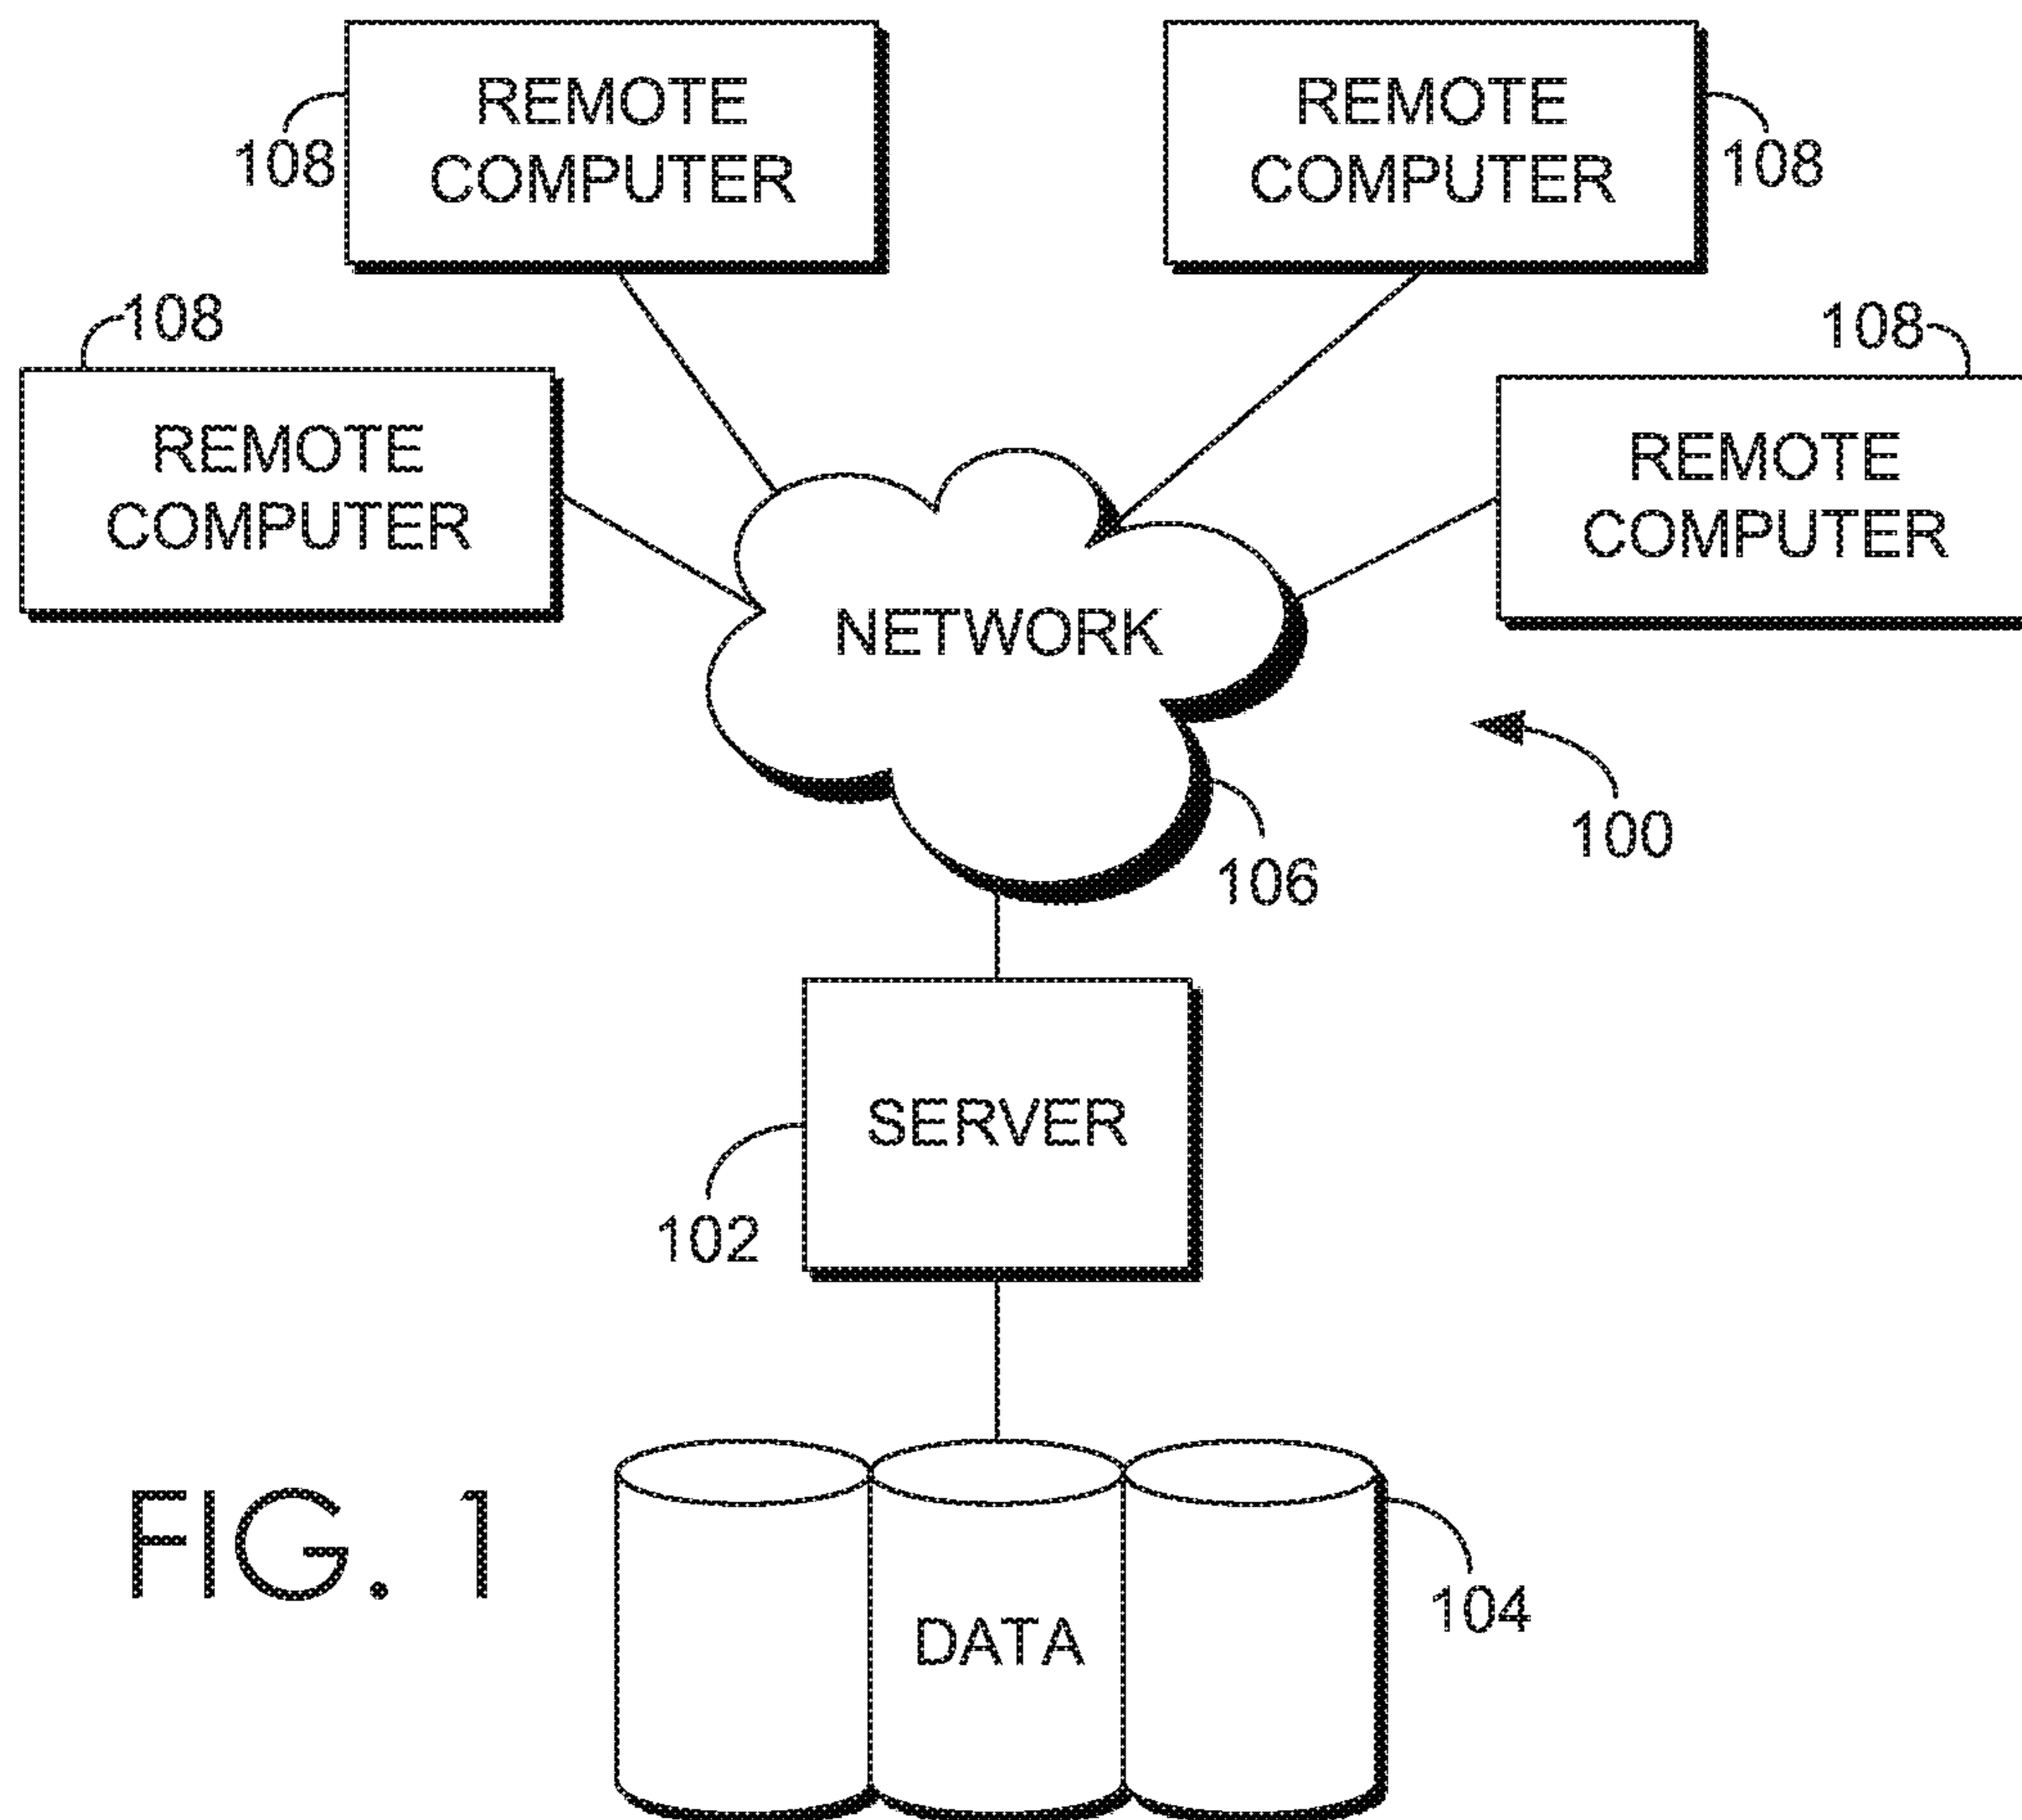 REMOTE
COMPUTER
108
REMOTE
COMPUTER
108
108
REMOTE
COMPUTER
108
REMOTE
COMPUTER
NETWORK
100
106
SERVER
102
FIG. 1
DATA
104